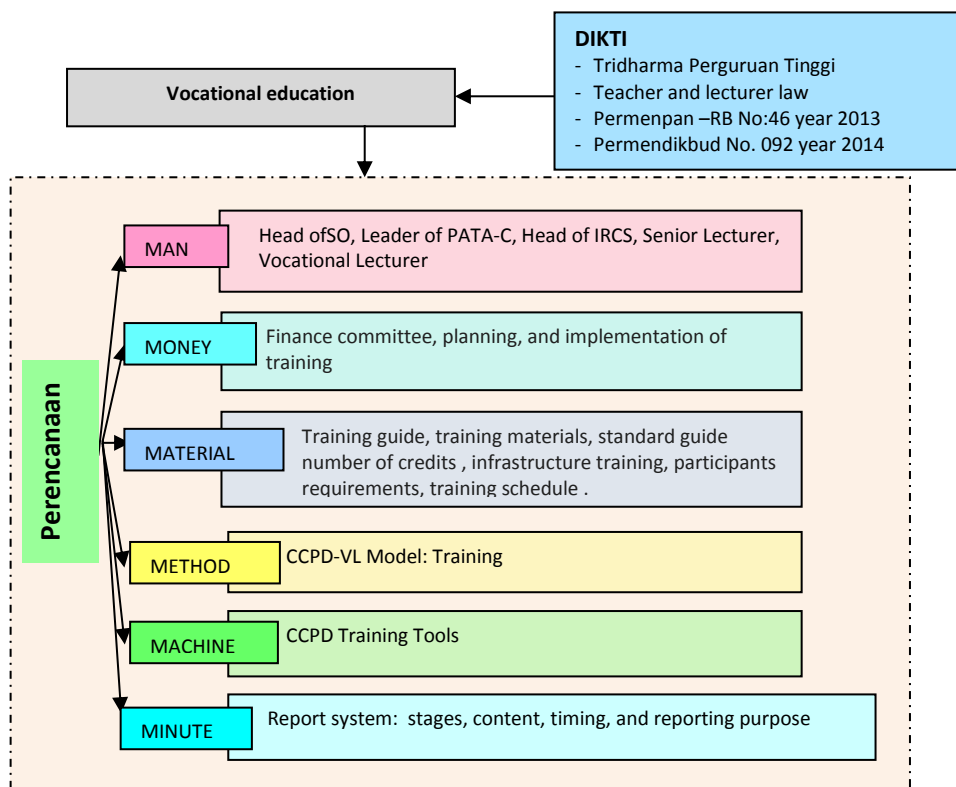 DIKTI
- Tridharma Perguruan Tinggi
- Teacher and lecturer law
- Permenpan –RB No:46 year 2013
- Permendikbud No. 092 year 2014
Vocational education
Perencanaan
MAN
Head ofSO, Leader of PATA-C, Head of IRCS, Senior Lecturer,
Vocational Lecturer
MONEY
Finance committee, planning, and implementation of
training
MATERIAL
Training guide, training materials, standard guide
number of credits , infrastructure training, participants
requirements, training schedule .
METHOD
CCPD-VL Model: Training
MACHINE
CCPD Training Tools
MINUTE
Report system: stages, content, timing, and reporting purpose